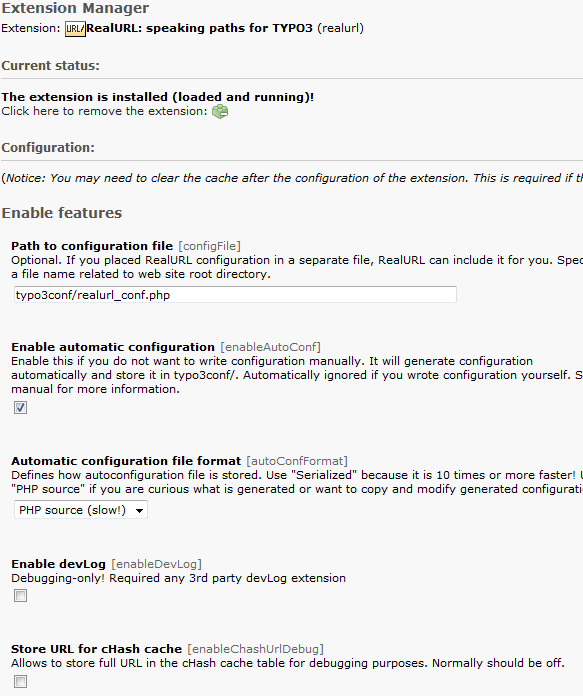 Extension Manager
Extension: URL/ RealURL: speaking paths for TYPO3 (realurl)
Current status:
The extension is installed (loaded and running)!
Click here to remove the extension:
Configuration:
(Notice: You may need to clear the cache after the configuration of the extension. This is required if th
Enable features
Path to configuration file [configFile]
Optional. If you placed RealURL configuration in a separate file, RealURL can include it for you. Spec
a file name related to web site root directory.
typo3conf/realurl_conf.php
Enable automatic configuration [enableAutoConf]
Enable this if you do not want to write configuration manually. It will generate configuration
automatically and store it in typo3conf/. Automatically ignored if you wrote configuration yourself. S
manual for more information.
Automatic configuration file format [autoConfFormat]
Defines how autoconfiguration file is stored. Use "Serialized" because it is 10 times or more faster! U
"PHP source" if you are curious what is generated or want to copy and modify generated configurati
PHP source (slow!)
Enable devLog [enableDevLog]
Debugging-only! Required any 3rd party devLog extension
Store URL for cHash cache [enableChashUrlDebug]
Allows to store full URL in the cHash cache table for debugging purposes. Normally should be off.